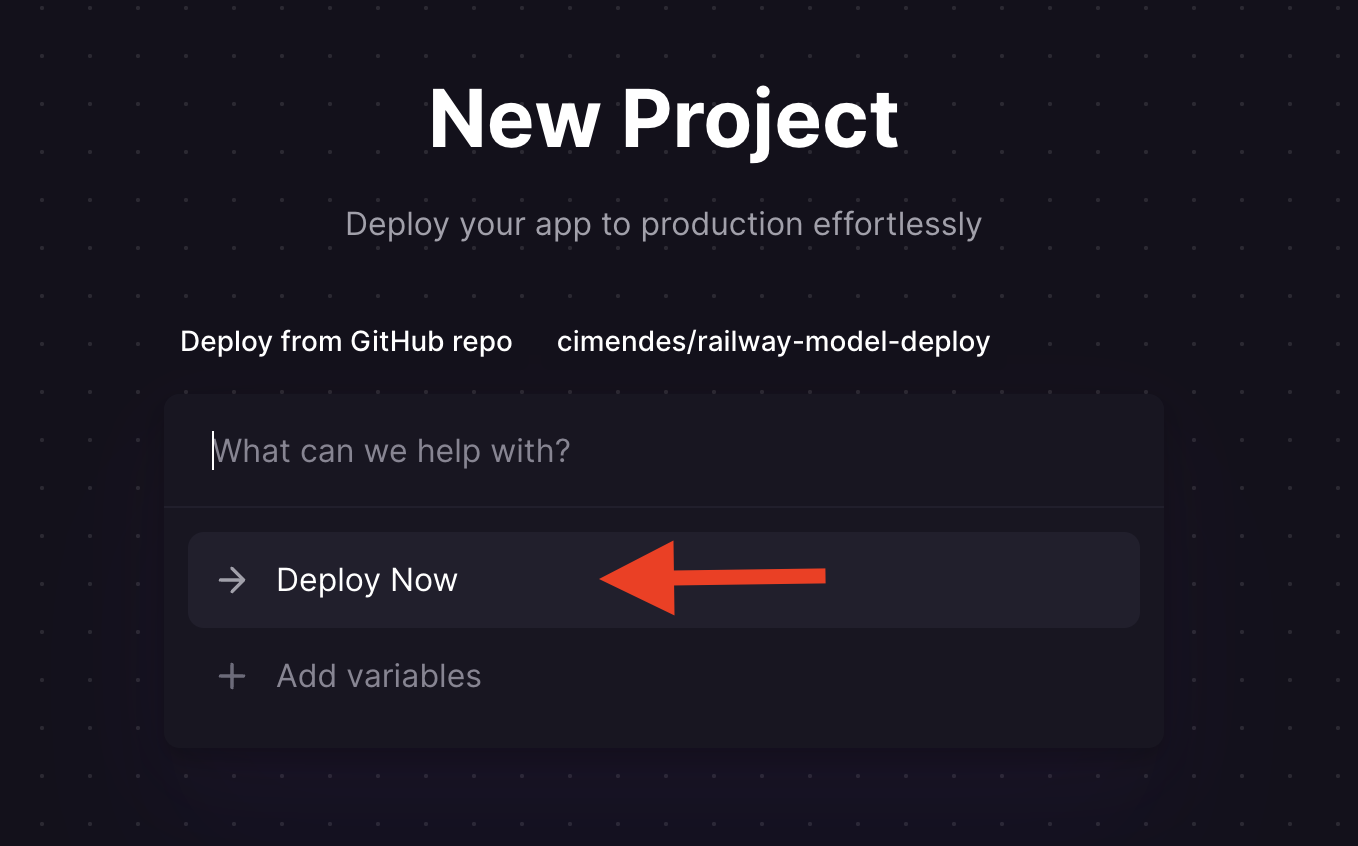 New Project
Deploy your app to production effortlessly
Deploy from GitHub repo cimendes/railway-model-deploy
What can we help with?
Deploy Now
Add variables